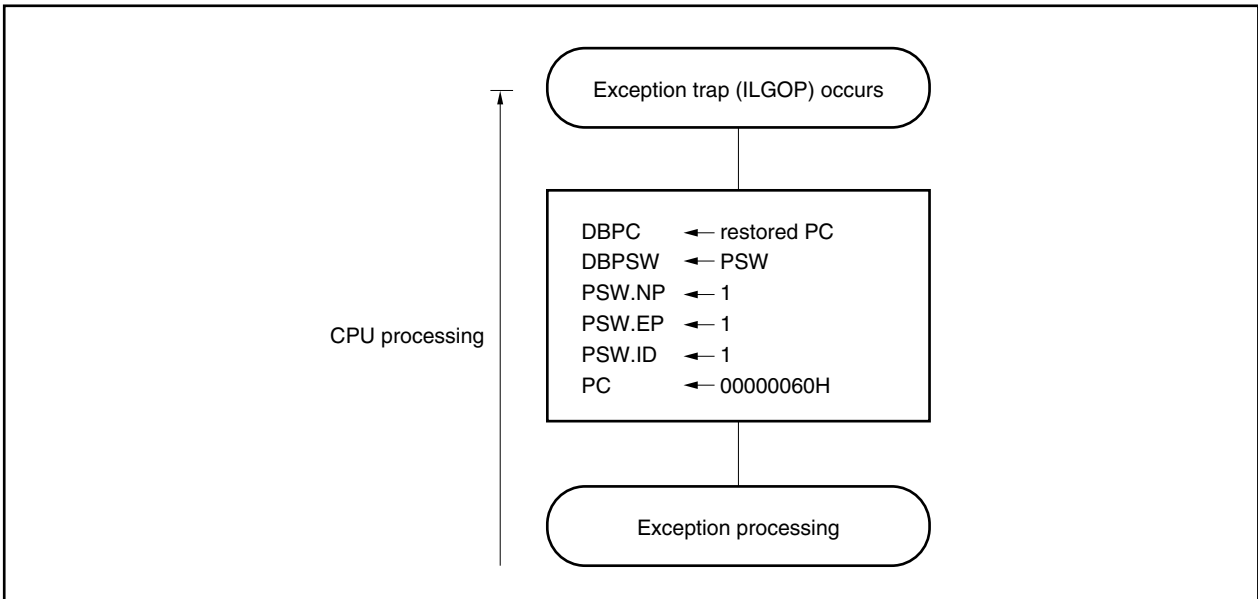 Exception trap (ILGOP) occurs
DBPC ← restored PC
DBPSW ← PSW
PSW.NP ← 1
PSW.EP ← 1
PSW.ID ← 1
PC ← 00000060H
CPU processing
Exception processing